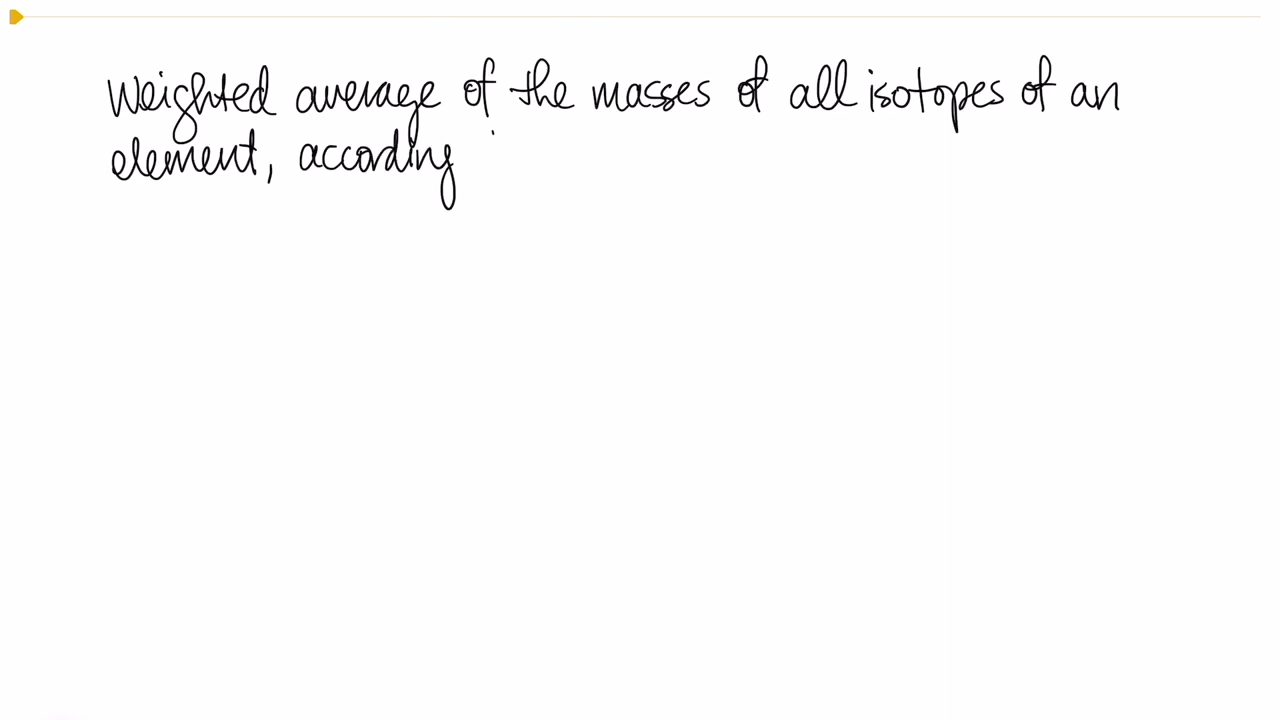 Weighted average of the masses of all isotopes of an
element, according